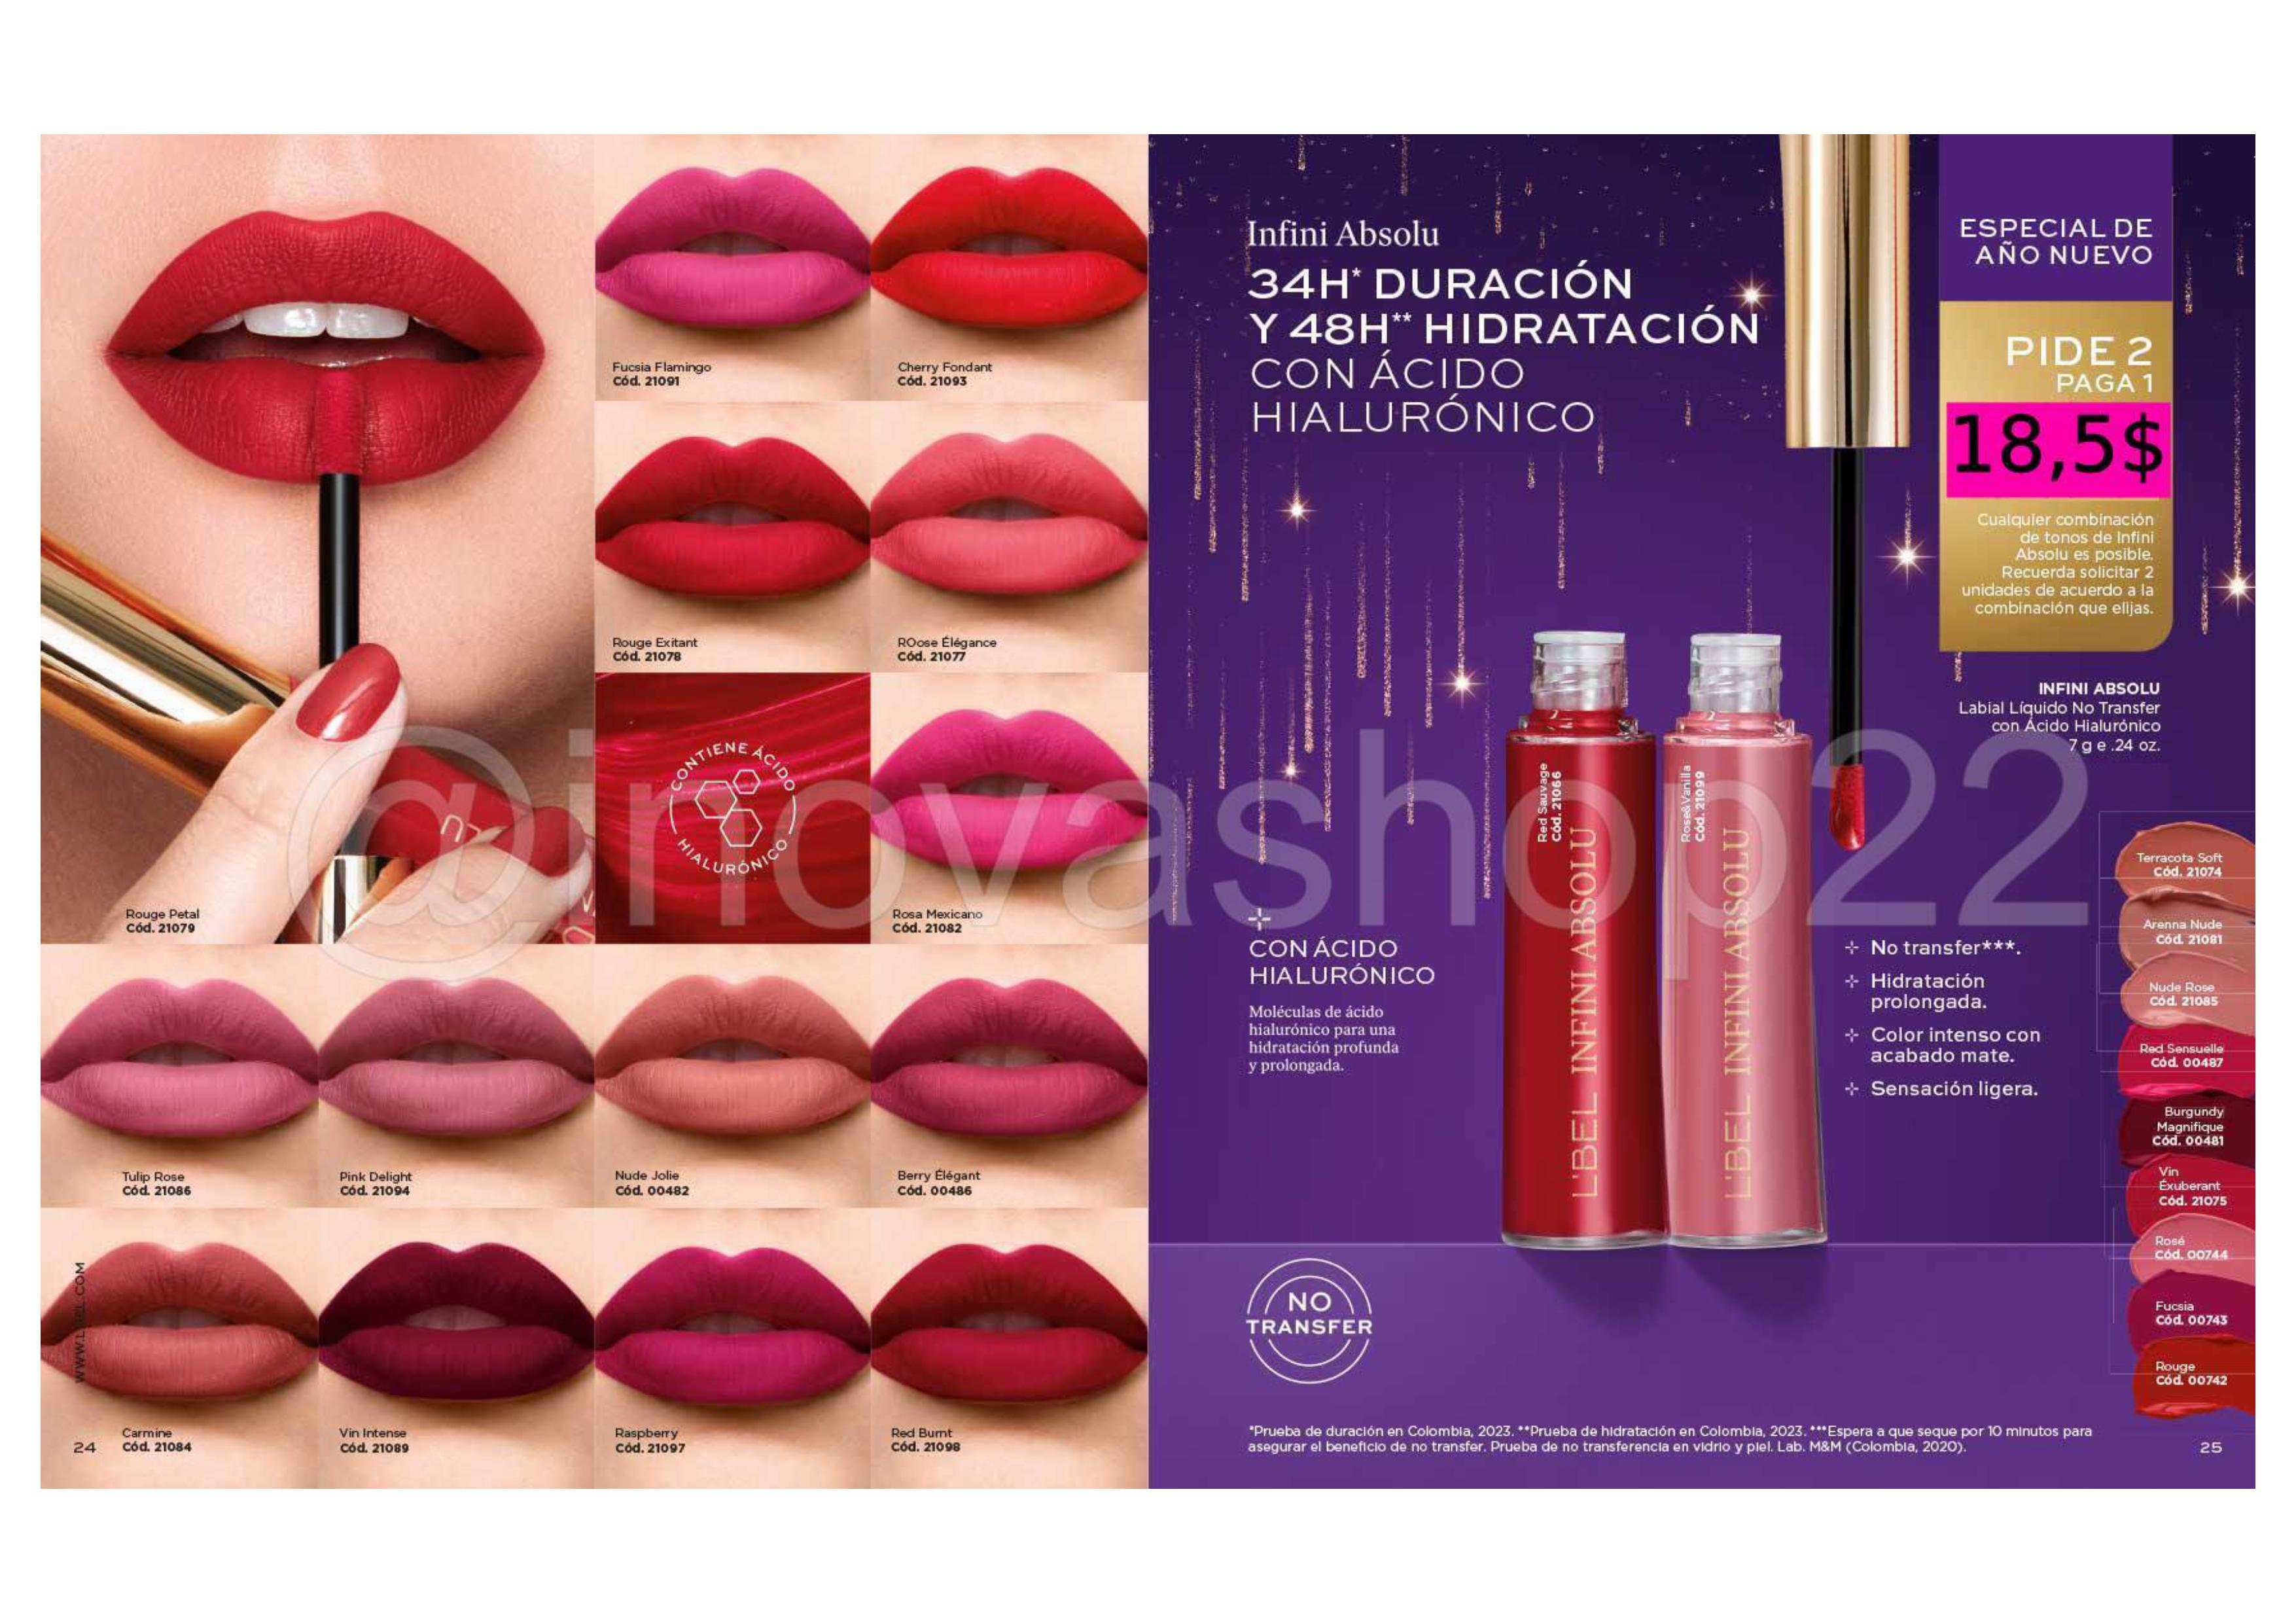 Fucsia Flamingo
Cód. 21091
Cherry Fondant
Cód. 21093
Rouge Exitant
Cód. 21078
ROose Élégance
Cód. 21077
CONTIENE ÁCIDO
HIALURÓNICO
Rouge Petal
Cód. 21079
Rosa Mexicano
Cód. 21082
Tulip Rose
Cód. 21086
Pink Delight
Cód. 21094
Nude Jolie
Cód. 00482
Berry Élégant
Cód. 00486
WWW.LBEL.COM
Carmine
Cód. 21084
Vin Intense
Cód. 21089
Raspberry
Cód. 21097
Red Burnt
Cód. 21098
24
@inovashop22
Infini Absolu
34H* DURACIÓN
Y 48H** HIDRATACIÓN
CON ÁCIDO
HIALURÓNICO
ESPECIAL DE
AÑO NUEVO
PIDE 2
PAGA 1
18,5$
Cualquier combinación
de tonos de Infini
Absolu es posible.
Recuerda solicitar 2
unidades de acuerdo a la
combinación que elijas.
INFINI ABSOLU
Labial Líquido No Transfer
con Ácido Hialurónico
7 g e .24 oz.
Red Sauvage
Cód. 21066
L'BEL INFINI ABSOLU
Rose&Vanilla
Cód. 21099
L'BEL INFINI ABSOLU
CON ÁCIDO
HIALURÓNICO
Moléculas de ácido
hialurónico para una
hidratación profunda
y prolongada.
No transfer***.
Hidratación
prolongada.
Color intenso con
acabado mate.
Sensación ligera.
Terracota Soft
Cód. 21074
Arenna Nude
Cód. 21081
Nude Rose
Cód. 21085
Red Sensuelle
Cód. 00487
Burgundy
Magnifique
Cód. 00481
Vin
Éxuberant
Cód. 21075
Rosé
Cód. 00744
Fucsia
Cód. 00743
Rouge
Cód. 00742
NO
TRANSFER
*Prueba de duración en Colombia, 2023. **Prueba de hidratación en Colombia, 2023. ***Espera a que seque por 10 minutos para
asegurar el beneficio de no transfer. Prueba de no transferencia en vidrio y piel. Lab. M&M (Colombia, 2020).
25